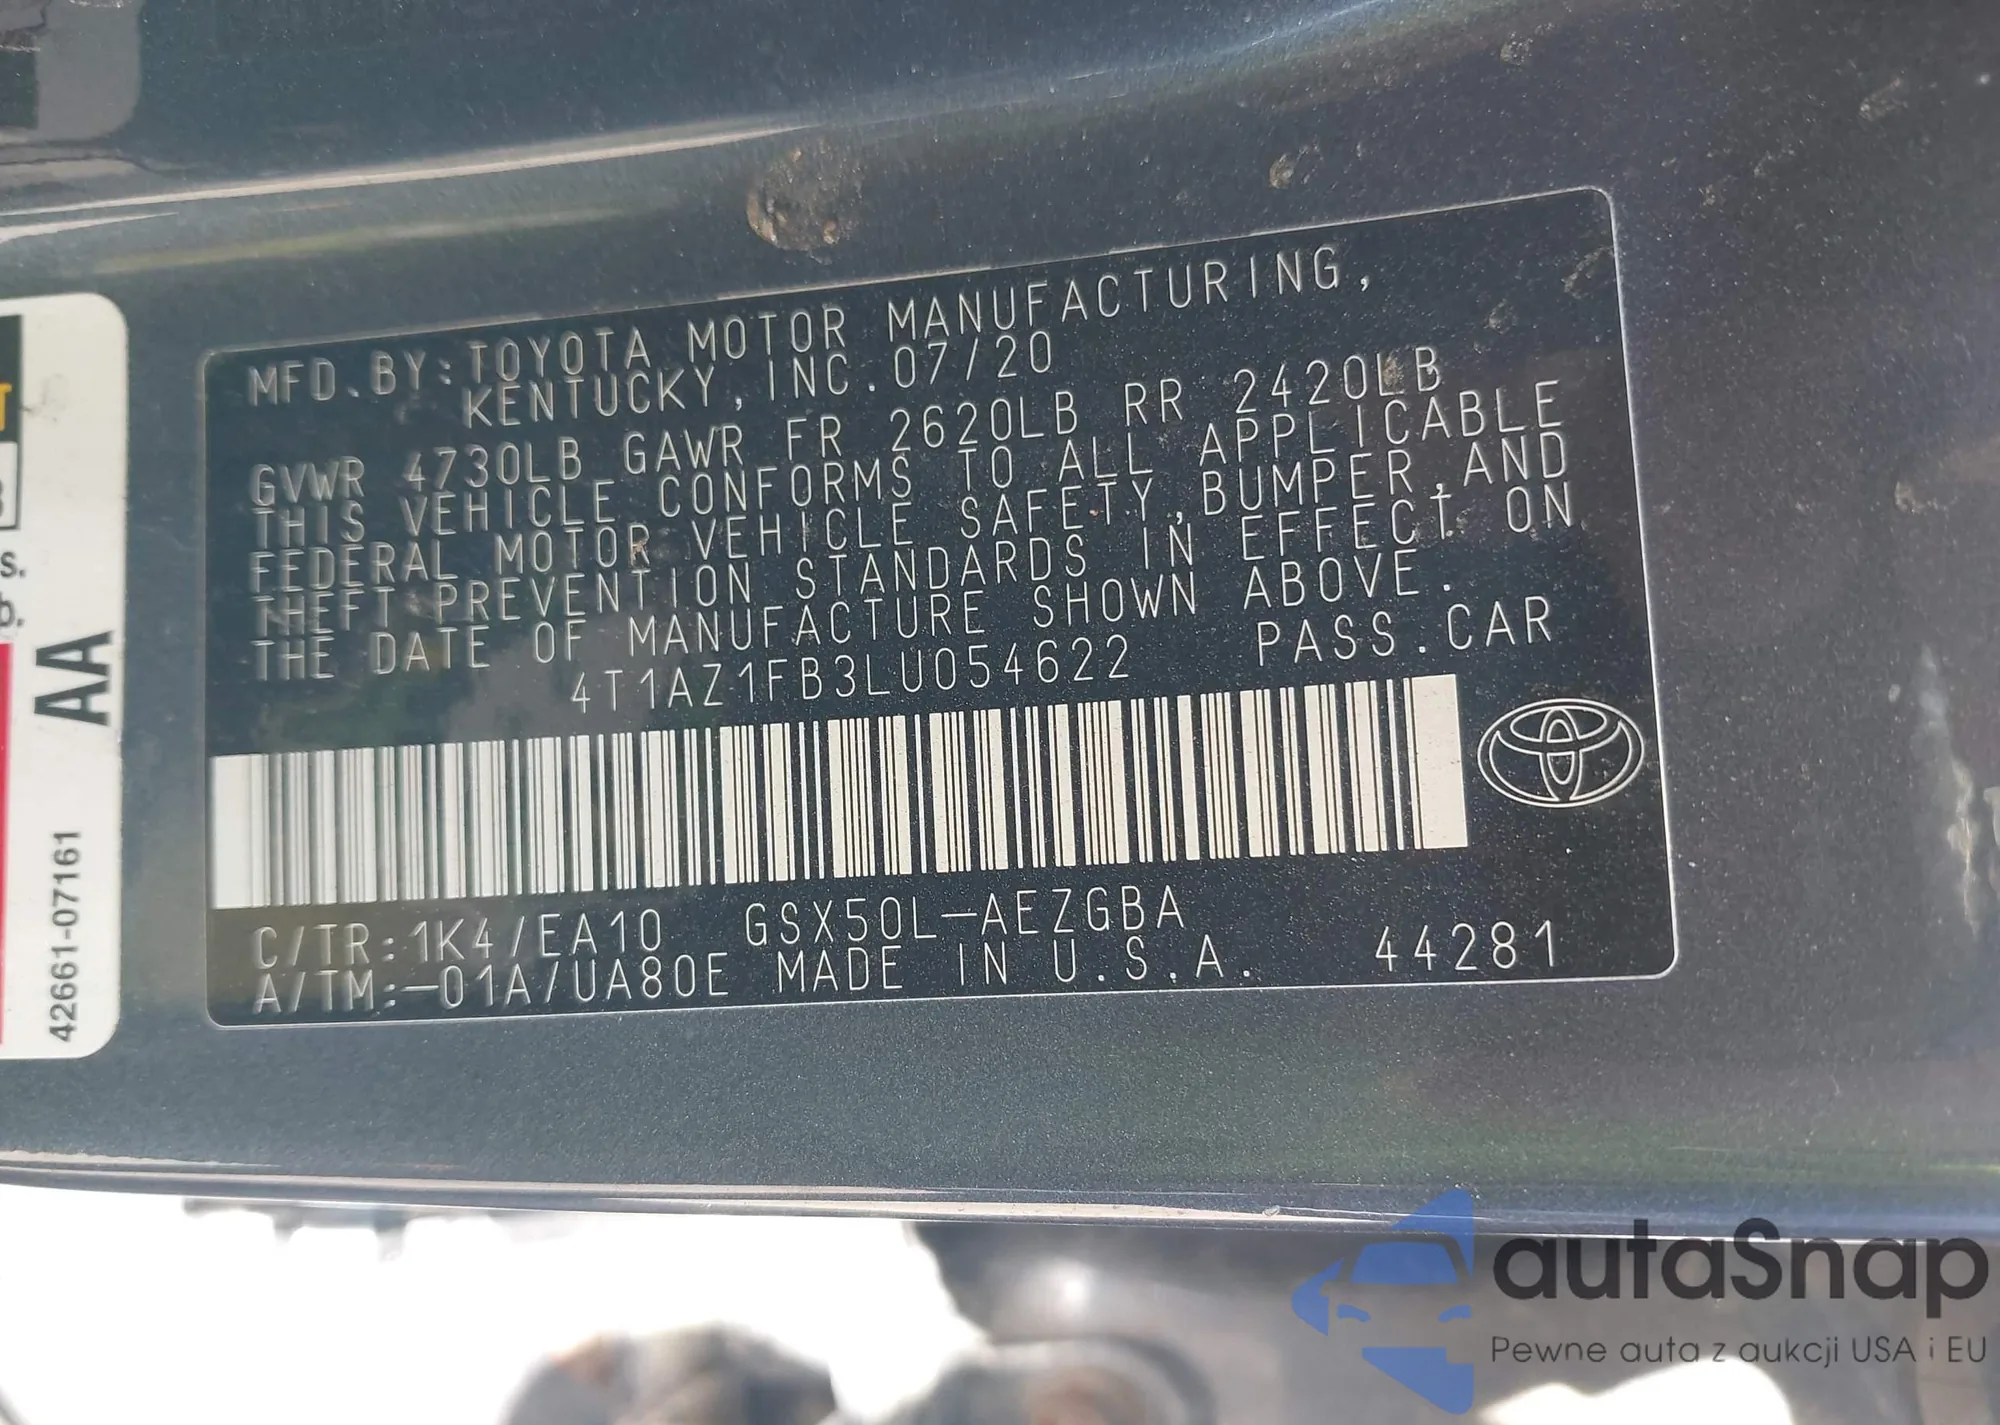 MFD.BY:TOYOTA MOTOR MANUFACTURING,
KENTUCKY, INC. 07/20
GVWR 4730LB GAWR FR 2620LB RR 2420LB
THIS VEHICLE CONFORMS TO ALL APPLICABLE
FEDERAL MOTOR VEHICLE SAFETY,BUMPER,AND
THEFT PREVENTION STANDARDS IN EFFECT ON
THE DATE OF MANUFACTURE SHOWN ABOVE.
4T1AZ1FB3LU054622 PASS.CAR
C/TR:1K4/EA10 GSX50L-AEZGBA
A/TM:-01A/UA80E MADE IN U.S.A. 44281
s.
b.
AA
42661-07161
autaSnap
Pewne auta z aukcji USA i EU